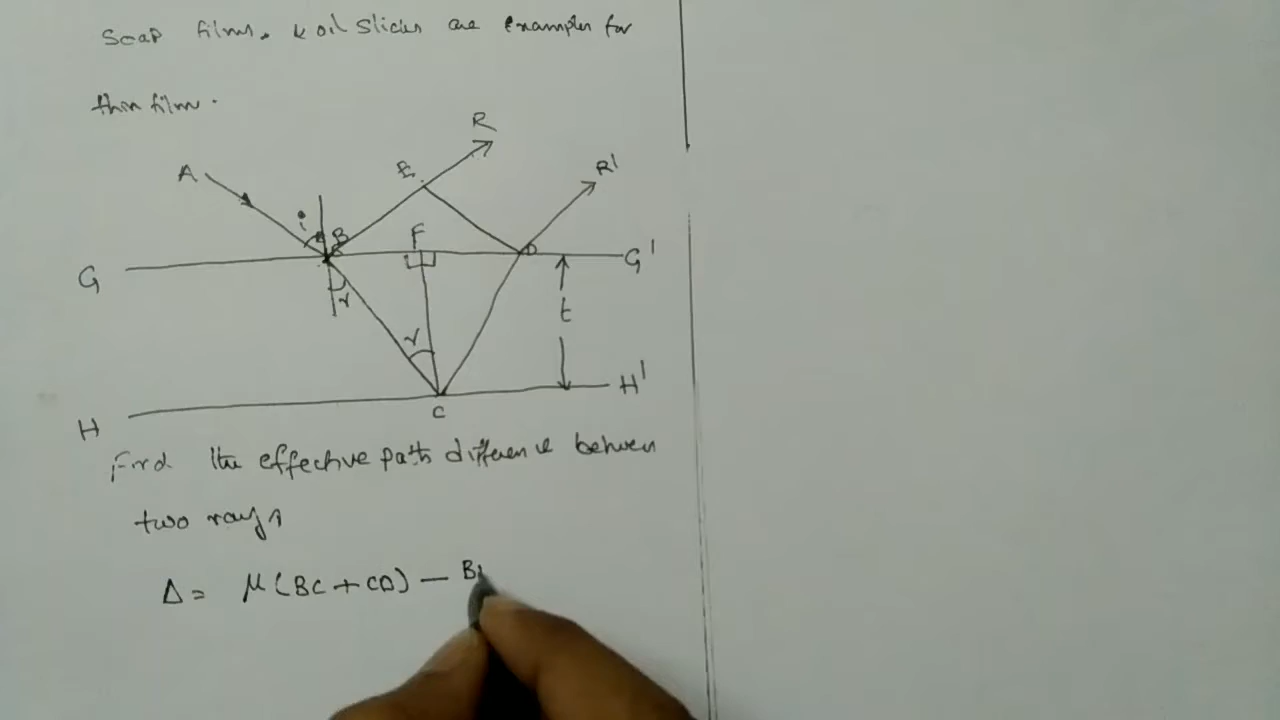 Soap films. & oil slicks are examples for
thin film.
R
A
E
R'
i
B
F
D
G
G'
r
t
r
H'
H
C
Find the effective path difference between
two rays
Δ= μ(BC+CD) – B